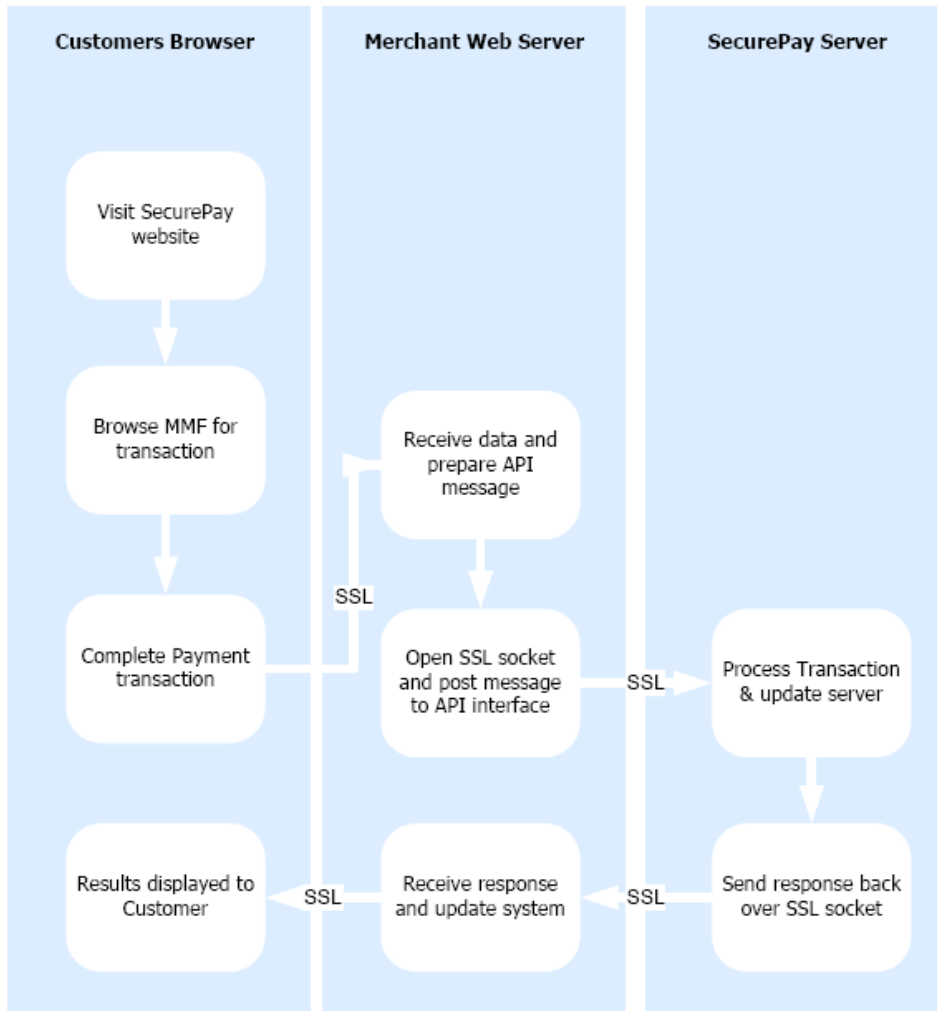 Customers Browser
Merchant Web Server
SecurePay Server
Visit SecurePay
website
Browse MMF for
transaction
Complete Payment
transaction
SSL
Receive data and
prepare API
message
Open SSL socket
and post message
to API interface
SSL
Process Transaction
& update server
Send response back
over SSL socket
SSL
Receive response
and update system
SSL
Results displayed to
Customer